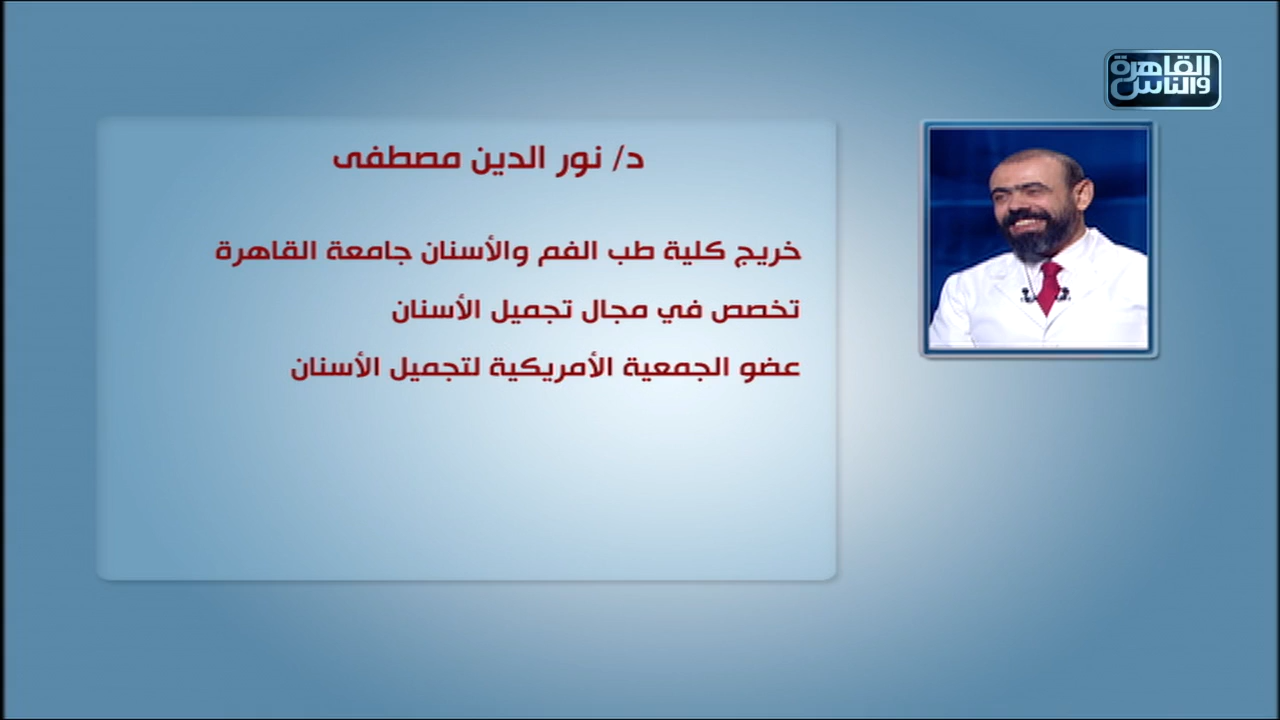 القاهرة
والناس
د/ نور الدين مصطفى
خريج كلية طب الفم والأسنان جامعة القاهرة
تخصص في مجال تجميل الأسنان
عضو الجمعية الأمريكية لتجميل الأسنان